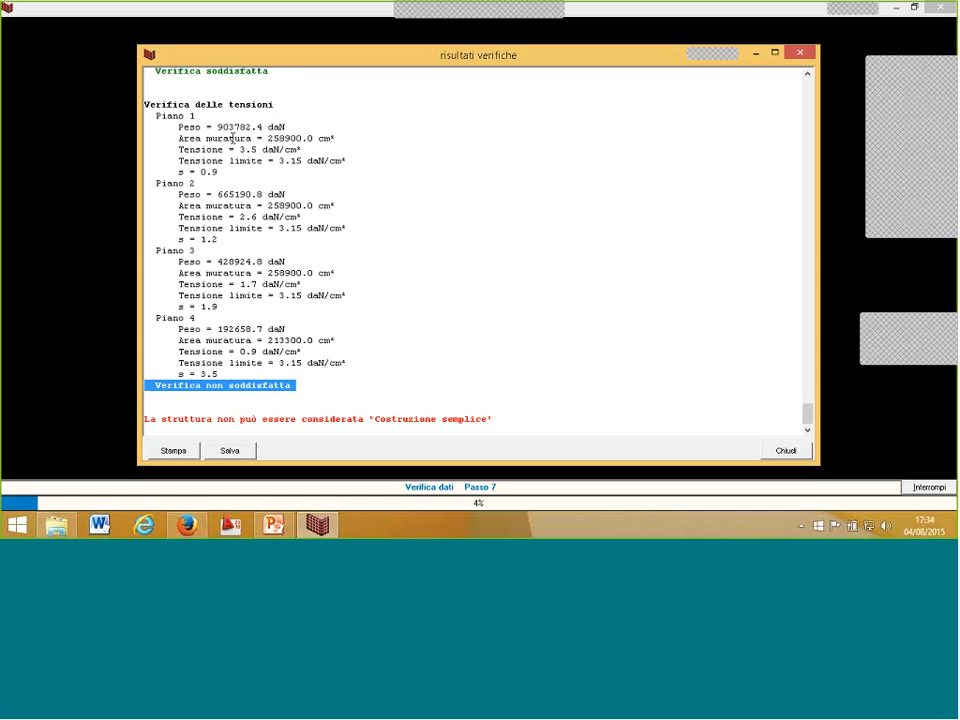 risultati verifiche
Verifica soddisfatta
Verifica delle tensioni
Piano 1
Peso = 903782.4 daN
Area muratura = 258900.0 cm²
Tensione = 3.5 daN/cm²
Tensione limite = 3.15 daN/cm²
s = 0.9
Piano 2
Peso = 665190.8 daN
Area muratura = 258900.0 cm²
Tensione = 2.6 daN/cm²
Tensione limite = 3.15 daN/cm²
s = 1.2
Piano 3
Peso = 428924.8 daN
Area muratura = 258900.0 cm²
Tensione = 1.7 daN/cm²
Tensione limite = 3.15 daN/cm²
s = 1.9
Piano 4
Peso = 192658.7 daN
Area muratura = 213300.0 cm²
Tensione = 0.9 daN/cm²
Tensione limite = 3.15 daN/cm²
s = 3.5
Verifica non soddisfatta
La struttura non può essere considerata "Costruzione semplice"
Stampa Salva Chiudi
Verifica dati Passo 7 Interrompi
4%
17:34
04/08/2015